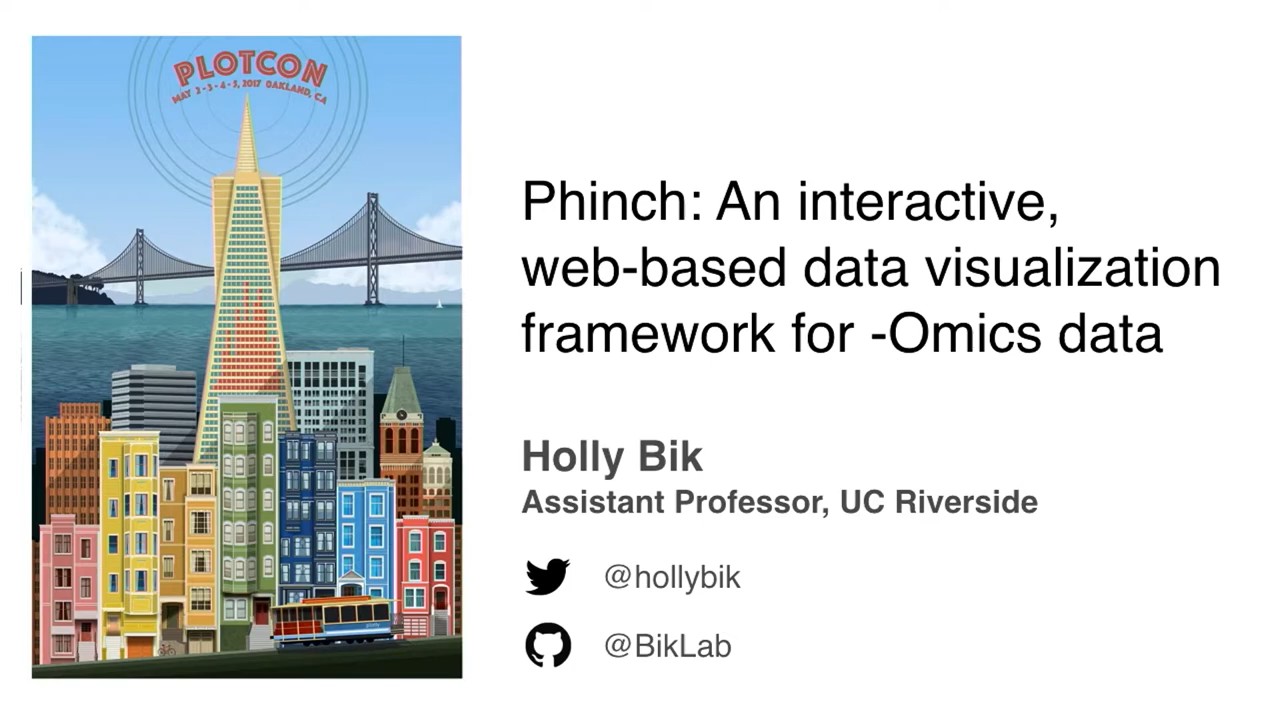 PLOTCON
MAY 2-3-4-5, 2017 OAKLAND, CA
Phinch: An interactive,
web-based data visualization
framework for -Omics data
Holly Bik
Assistant Professor, UC Riverside
@hollybik
@BikLab
plotly